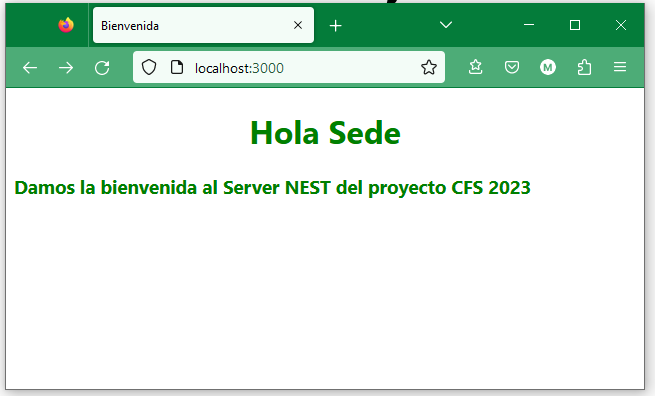 Bienvenida
localhost:3000
M
Hola Sede
Damos la bienvenida al Server NEST del proyecto CFS 2023